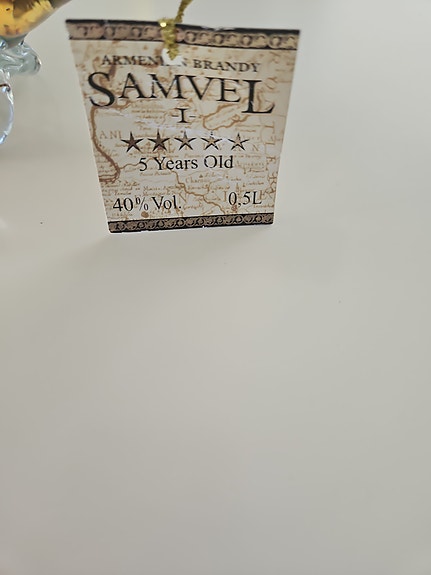 ARMENIAN BRANDY
SAMVEL
I
★★★★★
5 Years Old
40% Vol. 0,5L